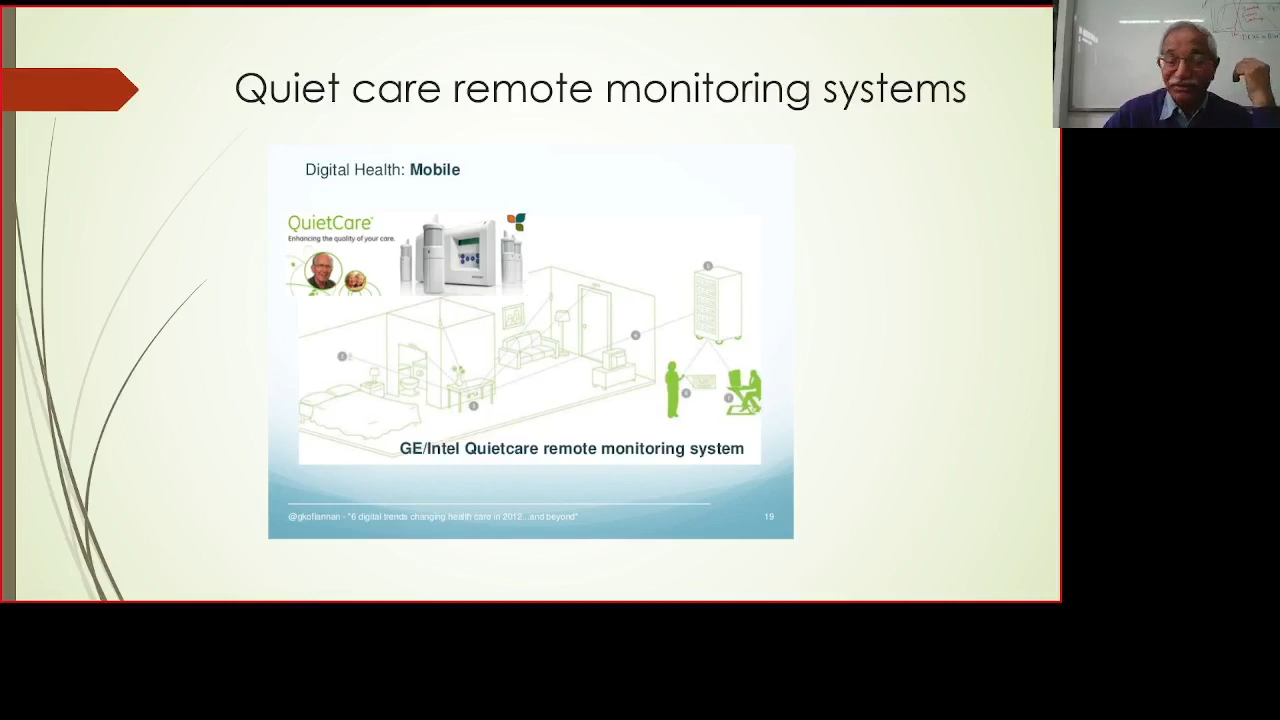 Quiet care remote monitoring systems
Digital Health: Mobile
QuietCare®
Enhancing the quality of your care.
GE/Intel Quietcare remote monitoring system
@gkofiannan - "6 digital trends changing health care in 2012...and beyond"
19